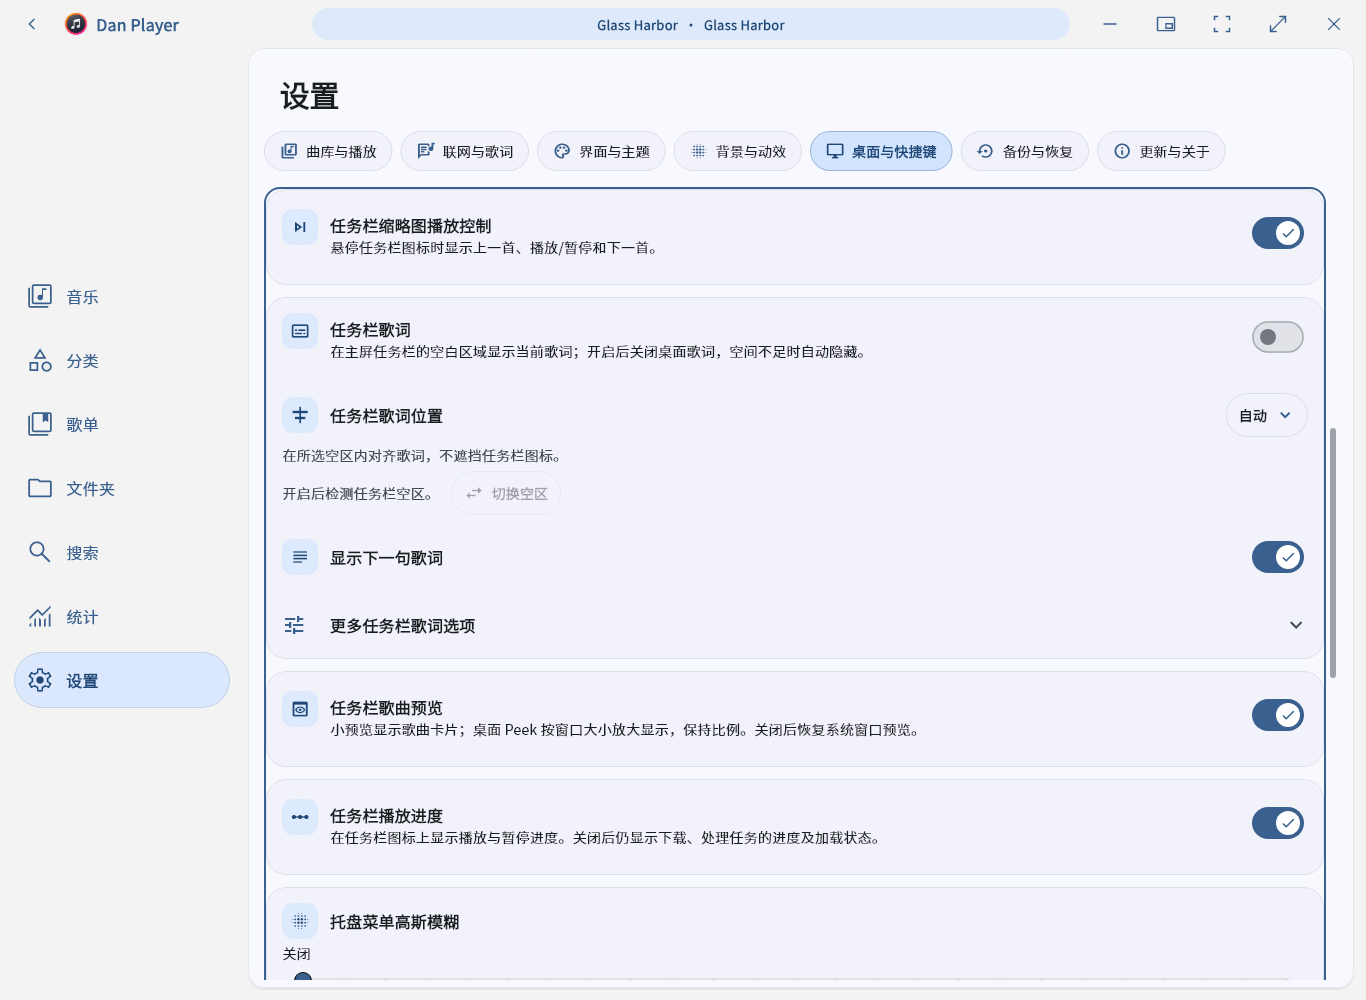 Dan Player
Glass Harbor • Glass Harbor
设置
曲库与播放
联网与歌词
界面与主题
背景与动效
桌面与快捷键
备份与恢复
更新与关于
音乐
分类
歌单
文件夹
搜索
统计
设置
任务栏缩略图播放控制
悬停任务栏图标时显示上一首、播放/暂停和下一首。
任务栏歌词
在主屏任务栏的空白区域显示当前歌词；开启后关闭桌面歌词，空间不足时自动隐藏。
任务栏歌词位置
自动
在所选空区内对齐歌词，不遮挡任务栏图标。
开启后检测任务栏空区。
切换空区
显示下一句歌词
更多任务栏歌词选项
任务栏歌曲预览
小预览显示歌曲卡片；桌面 Peek 按窗口大小放大显示，保持比例。关闭后恢复系统窗口预览。
任务栏播放进度
在任务栏图标上显示播放与暂停进度。关闭后仍显示下载、处理任务的进度及加载状态。
托盘菜单高斯模糊
关闭